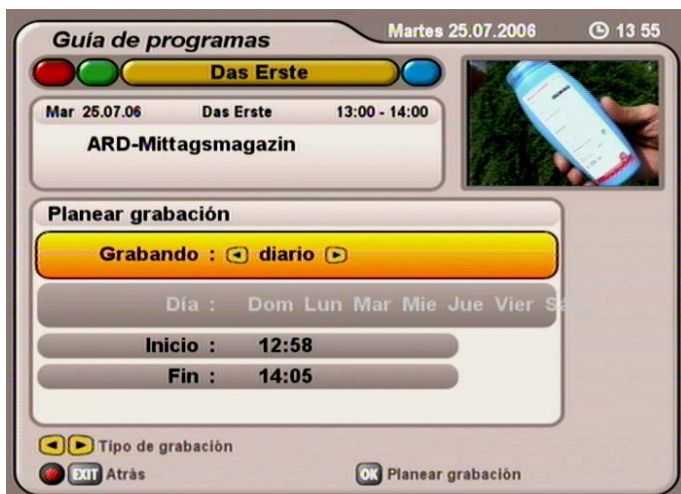 Guía de programas
Martes 25.07.2006 13 55
Das Erste
Mar 25.07.06 Das Erste 13:00 - 14:00
ARD-Mittagsmagazin
Planear grabación
Grabando : diario
Día : Dom Lun Mar Mie Jue Vier Sáb
Inicio : 12:58
Fin : 14:05
Tipo de grabación
EXIT Atrás
OK Planear grabación